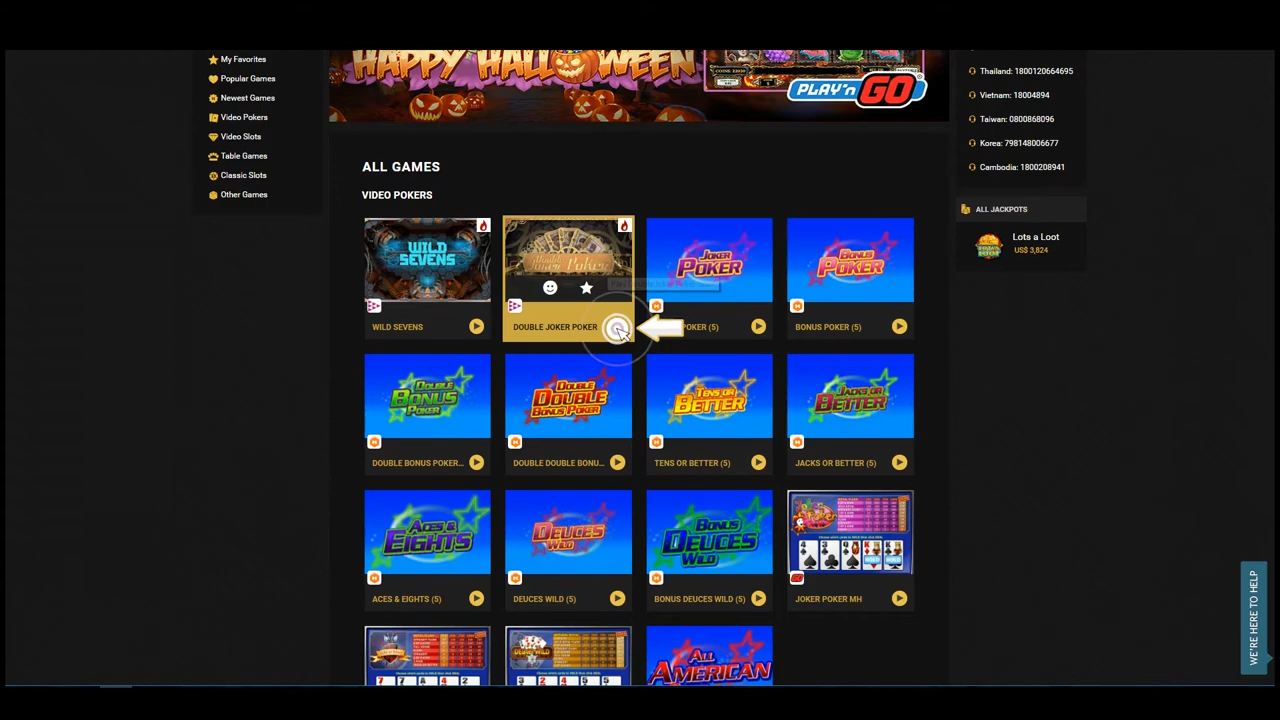 My Favorites
Popular Games
Newest Games
Video Pokers
Video Slots
Table Games
Classic Slots
Other Games
HAPPY HALLOWEEN
PLAY'n GO
Thailand: 1800120664695
Vietnam: 18004894
Taiwan: 0800868096
Korea: 798148006677
Cambodia: 1800208941
ALL JACKPOTS
Lots a Loot
US$ 3,824
ALL GAMES
VIDEO POKERS
WILD SEVENS
Double Joker Poker
JOKER POKER
BONUS POKER
WILD SEVENS
DOUBLE JOKER POKER
POKER (5)
BONUS POKER (5)
DOUBLE BONUS POKER
DOUBLE DOUBLE BONUS POKER
TENS OR BETTER
JACKS OR BETTER
DOUBLE BONUS POKER...
DOUBLE DOUBLE BONU...
TENS OR BETTER (5)
JACKS OR BETTER (5)
ACES & EIGHTS
DEUCES WILD
BONUS DEUCES WILD
ACES & EIGHTS (5)
DEUCES WILD (5)
BONUS DEUCES WILD (5)
JOKER POKER MH
ALL AMERICAN
WE'RE HERE TO HELP